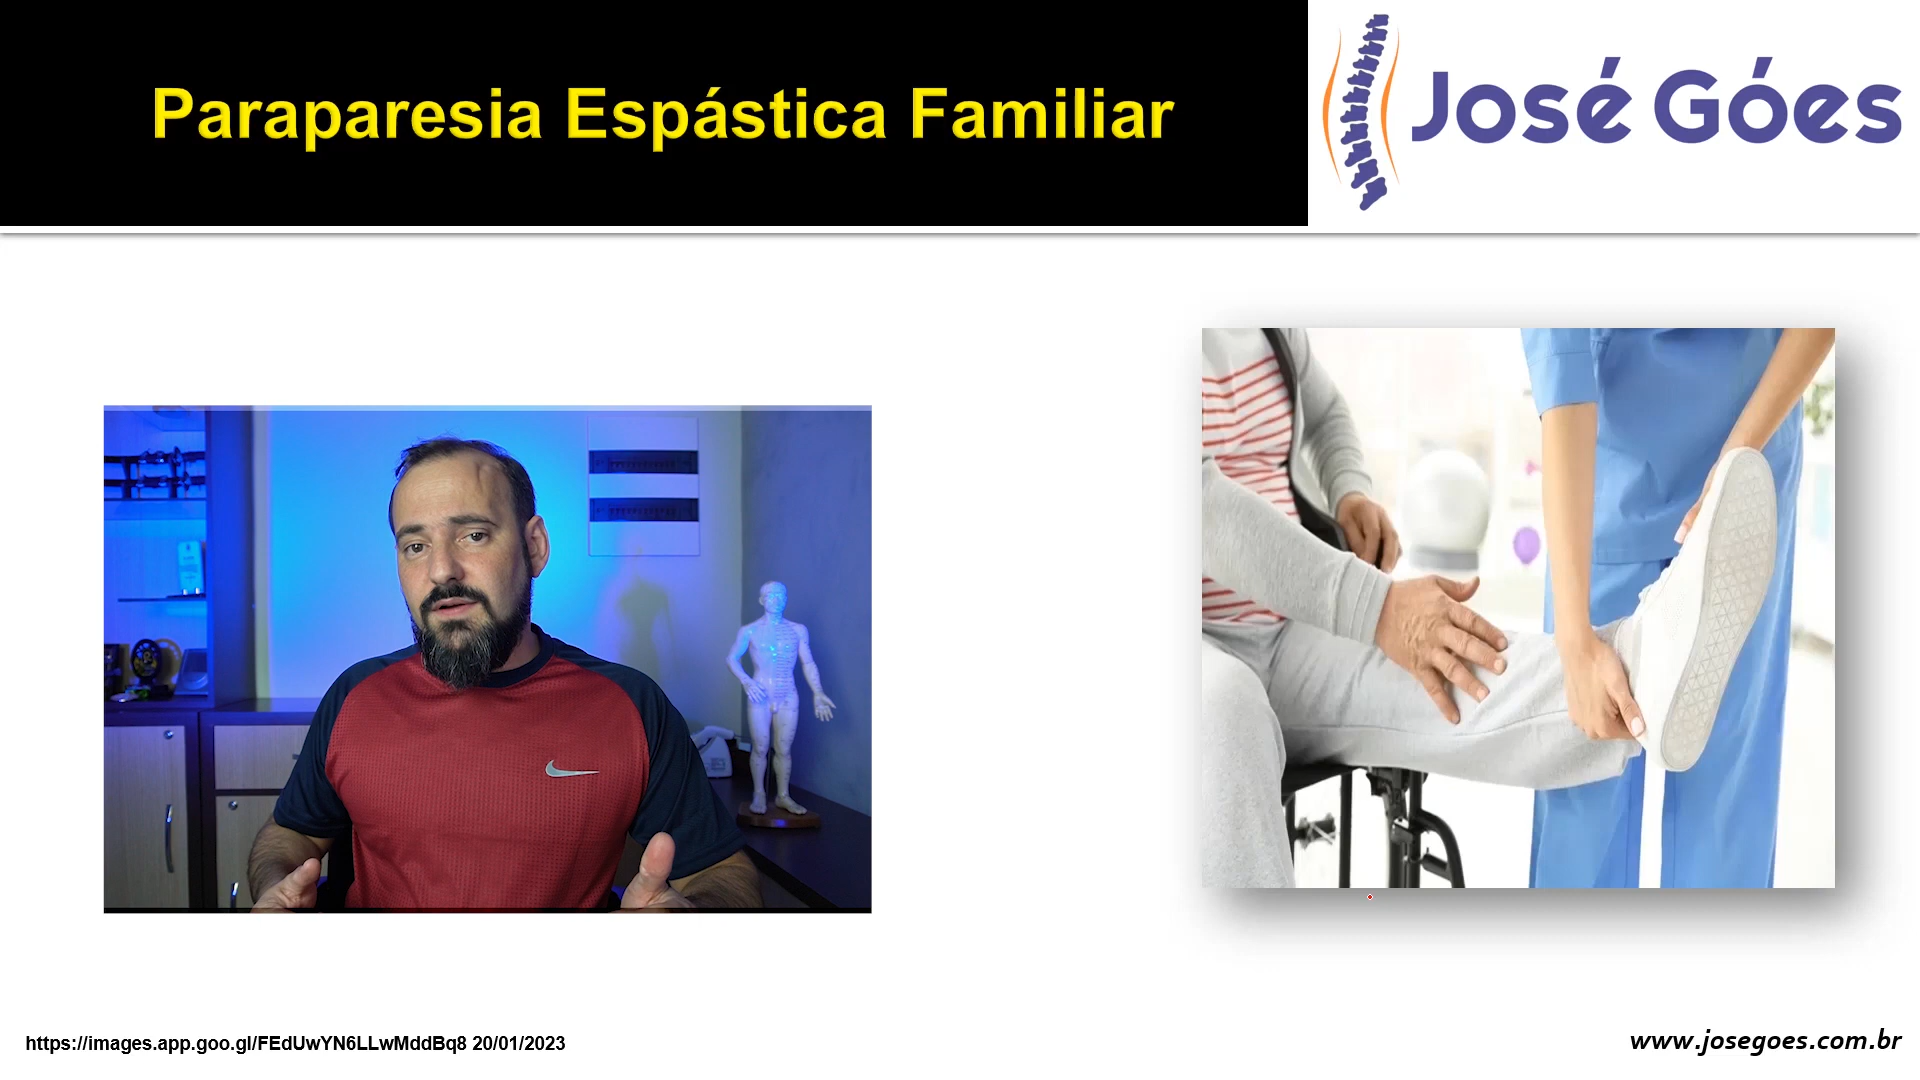 Paraparesia Espástica Familiar
José Góes
https://images.app.goo.gl/FEdUwYN6LLwMddBq8 20/01/2023
www.josegoes.com.br